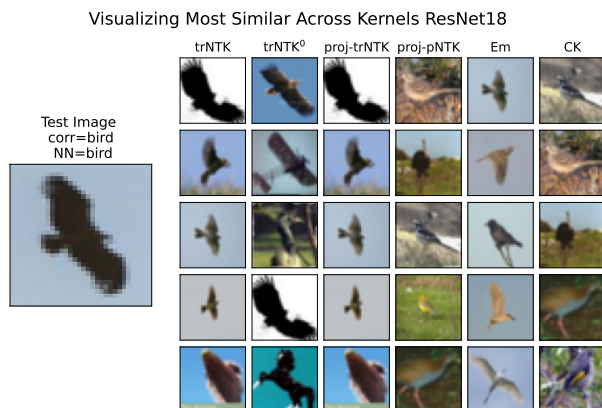 Visualizing Most Similar Across Kernels ResNet18
trNTK trNTK⁰ proj-trNTK proj-pNTK Em CK
Test Image
corr=bird
NN=bird